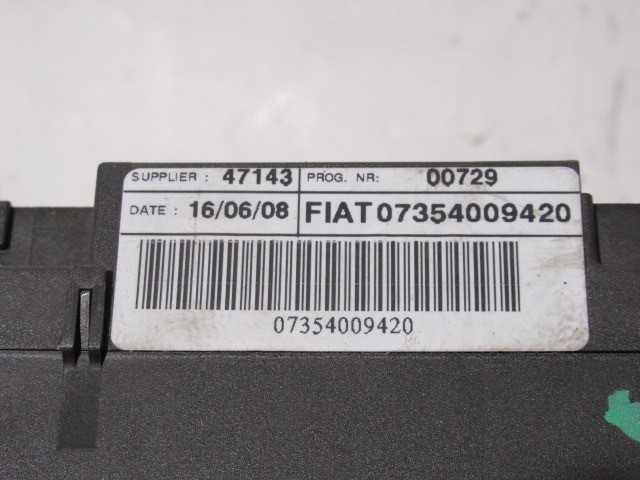 SUPPLIER : 47143 PROG. NR: 00729
DATE : 16/06/08 FIAT 07354009420
07354009420